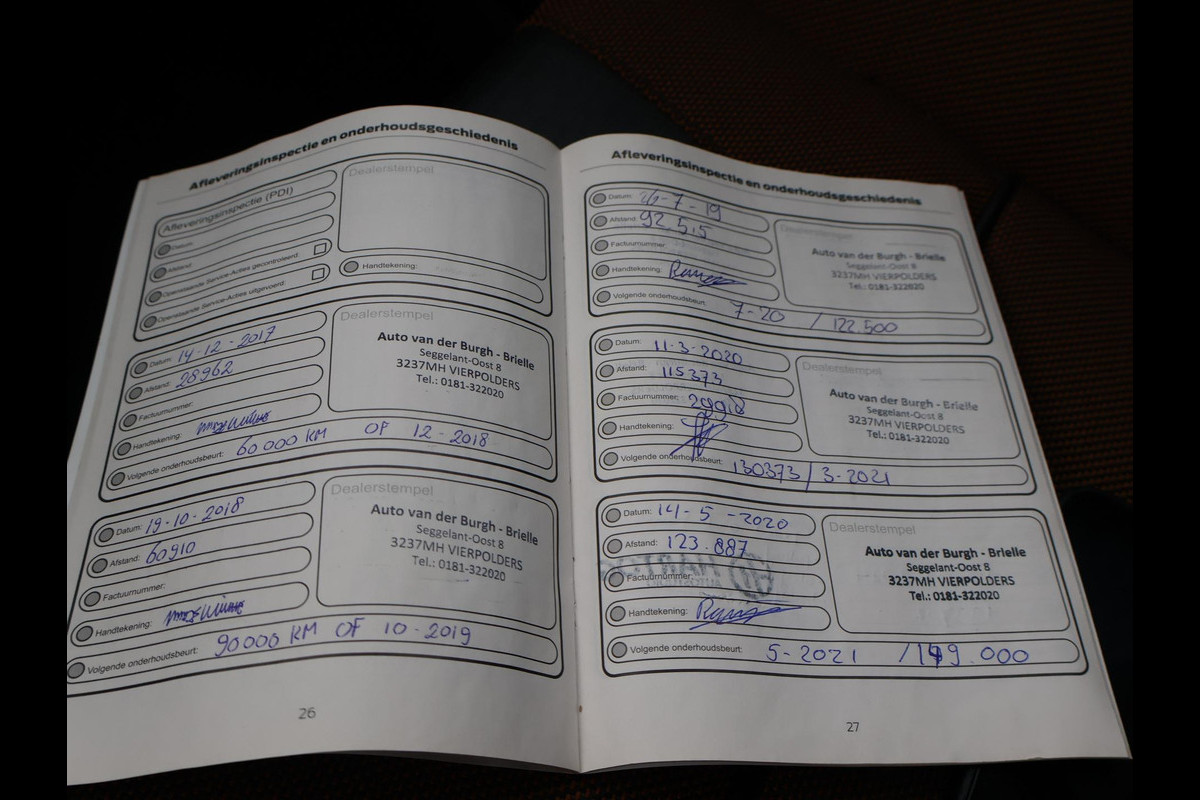 Afleveringsinspectie en onderhoudsgeschiedenis
Afleveringsinspectie (PDI)
Datum:
Afstand:
Openstaande Service-Acties gecontroleerd:
Openstaande Service-Acties uitgevoerd:
Dealerstempel
Handtekening:
Datum: 14-12-2017
Afstand: 28962
Factuurnummer:
Handtekening:
Volgende onderhoudsbeurt: 60 000 KM OF 12-2018
Dealerstempel
Auto van der Burgh - Brielle
Seggelant-Oost 8
3237MH VIERPOLDERS
Tel.: 0181-322020
Datum: 19-10-2018
Afstand: 60910
Factuurnummer:
Handtekening:
Volgende onderhoudsbeurt: 90000 KM OF 10-2019
Dealerstempel
Auto van der Burgh - Brielle
Seggelant-Oost 8
3237MH VIERPOLDERS
Tel.: 0181-322020
26
Afleveringsinspectie en onderhoudsgeschiedenis
Datum: 26-7-19
Afstand: 92.515
Factuurnummer:
Handtekening:
Volgende onderhoudsbeurt: 7-20 / 122.500
Dealerstempel
Auto van der Burgh - Brielle
Seggelant-Oost 8
3237MH VIERPOLDERS
Tel.: 0181-322020
Datum: 11-3-2020
Afstand: 115373
Factuurnummer:
Handtekening:
Volgende onderhoudsbeurt: 130373 / 3-2021
Dealerstempel
Auto van der Burgh - Brielle
Seggelant-Oost 8
3237MH VIERPOLDERS
Tel.: 0181-322020
Datum: 14-5-2020
Afstand: 123.887
Factuurnummer:
Handtekening:
Volgende onderhoudsbeurt: 5-2021 / 149.000
Dealerstempel
Auto van der Burgh - Brielle
Seggelant-Oost 8
3237MH VIERPOLDERS
Tel.: 0181-322020
27